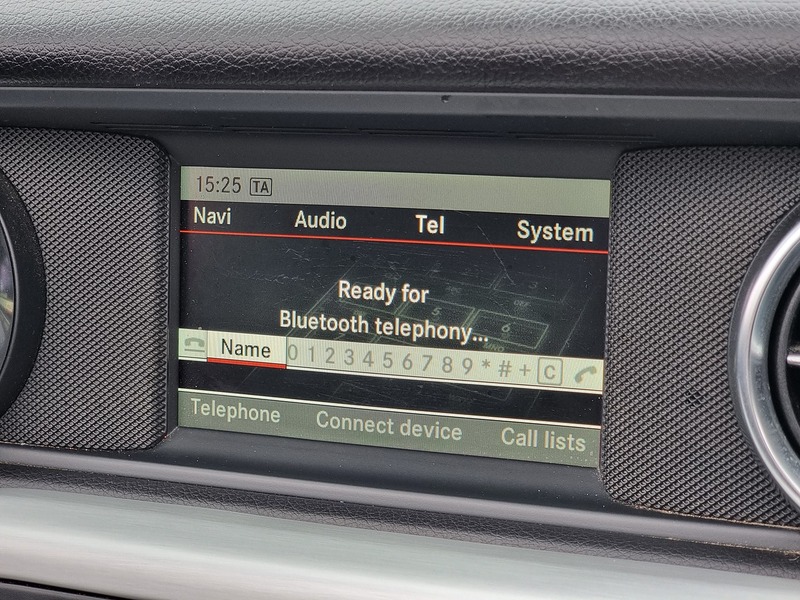 15:25 TA
Navi Audio Tel System
Ready for
Bluetooth telephony...
Name 0 1 2 3 4 5 6 7 8 9 * # + C
Telephone Connect device Call lists